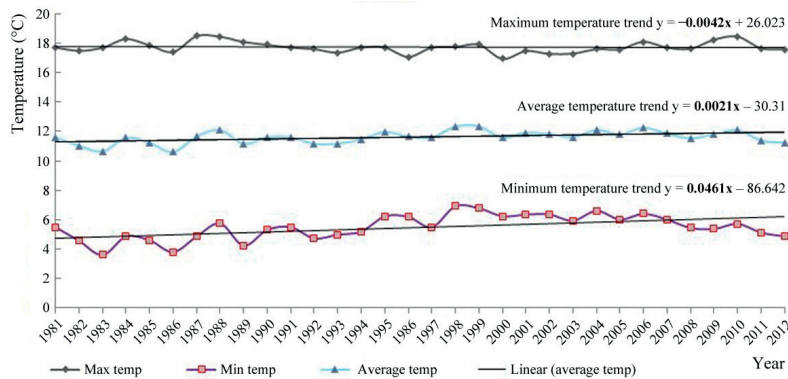 Temperature (°C)
20
18
16
14
12
10
8
6
4
2
0
Maximum temperature trend y = −0.0042x + 26.023
Average temperature trend y = 0.0021x – 30.31
Minimum temperature trend y = 0.0461x – 86.642
1981 1982 1983 1984 1985 1986 1987 1988 1989 1990 1991 1992 1993 1994 1995 1996 1997 1998 1999 2000 2001 2002 2003 2004 2005 2006 2007 2008 2009 2010 2011 2012
Max temp Min temp Average temp Linear (average temp) Year